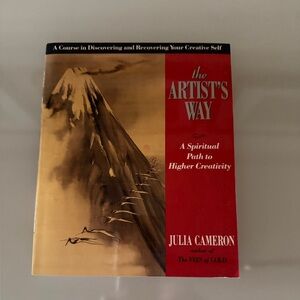 A Course in Discovering and Recovering Your Creative Self
the
ARTIST'S
WAY
A Spiritual
Path to
Higher Creativity
JULIA CAMERON